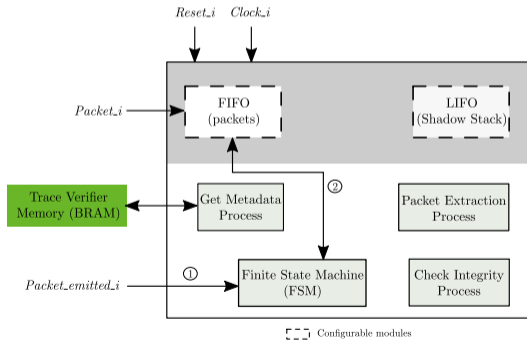 Reset_i Clock_i
Packet_i
FIFO
(packets)
LIFO
(Shadow Stack)
②
Trace Verifier
Memory (BRAM)
Get Metadata
Process
Packet Extraction
Process
①
Packet_emitted_i
Finite State Machine
(FSM)
Check Integrity
Process
Configurable modules